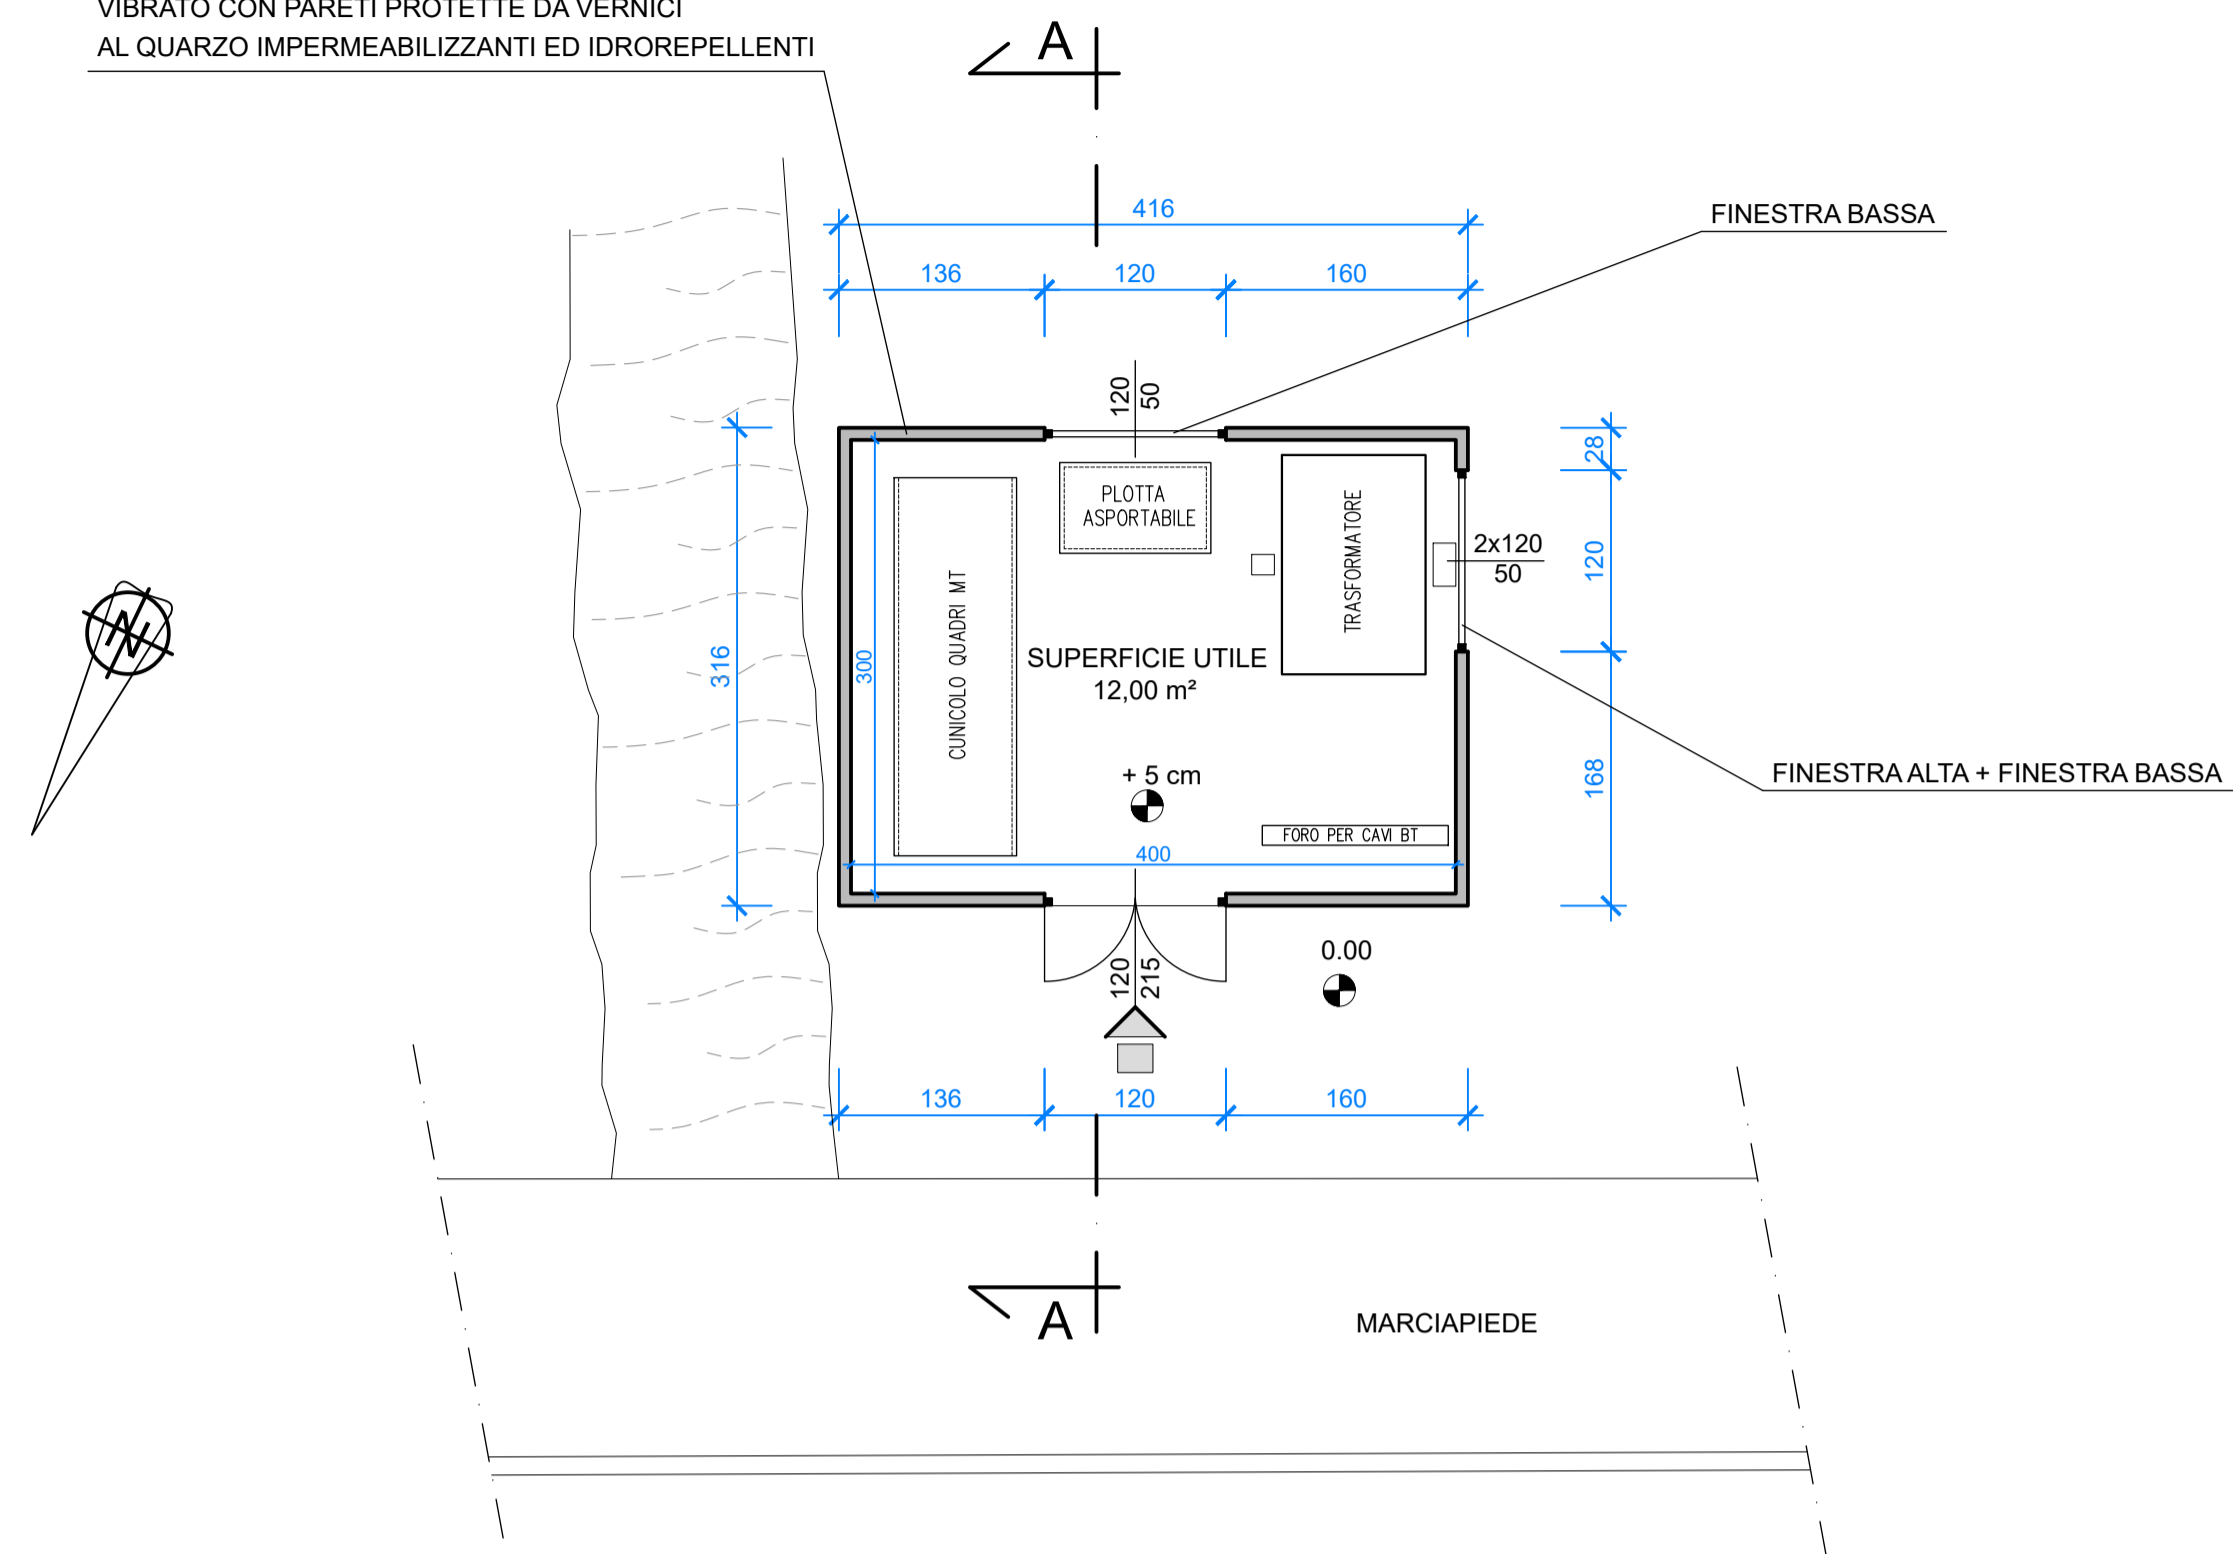 VIBRATO CON PARETI PROTETTE DA VERNICI
AL QUARZO IMPERMEABILIZZANTI ED IDROREPELLENTI
A
416
FINESTRA BASSA
136
120
160
120
50
28
PLOTTA
ASPORTABILE
TRASFORMATORE
2x120
50
120
N
CUNICOLO QUADRI MT
316
300
SUPERFICIE UTILE
12,00 m²
+ 5 cm
168
FINESTRA ALTA + FINESTRA BASSA
FORO PER CAVI BT
400
120
215
0.00
136
120
160
A
MARCIAPIEDE